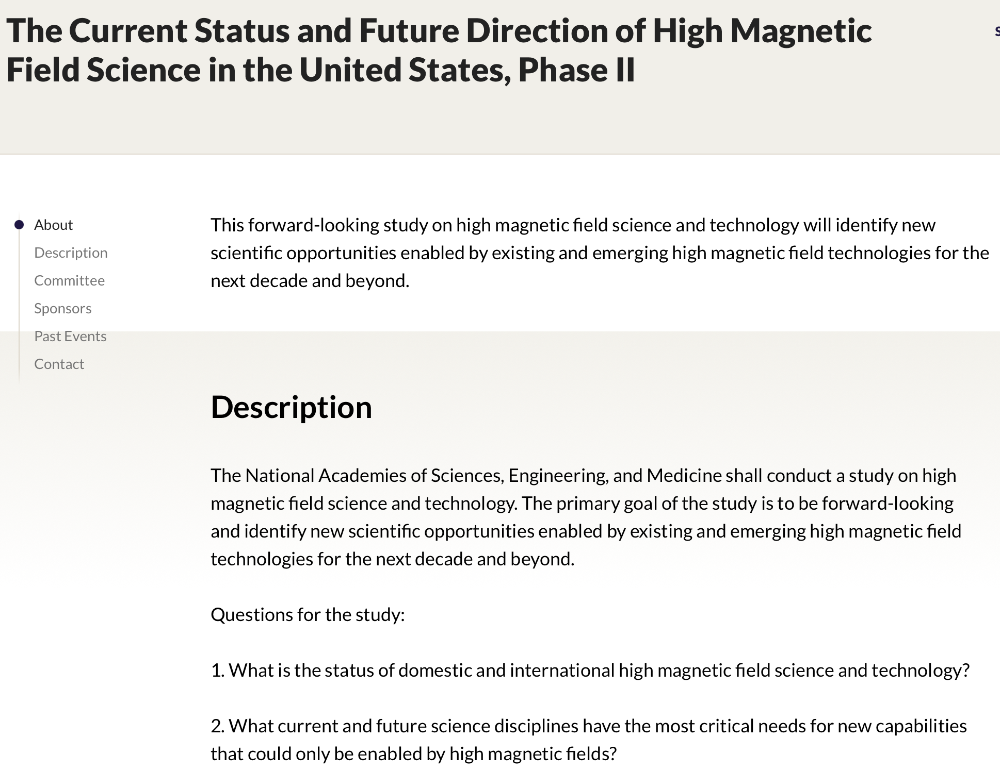 The Current Status and Future Direction of High Magnetic
Field Science in the United States, Phase II
About
Description
Committee
Sponsors
Past Events
Contact
This forward-looking study on high magnetic field science and technology will identify new
scientific opportunities enabled by existing and emerging high magnetic field technologies for the
next decade and beyond.
Description
The National Academies of Sciences, Engineering, and Medicine shall conduct a study on high
magnetic field science and technology. The primary goal of the study is to be forward-looking
and identify new scientific opportunities enabled by existing and emerging high magnetic field
technologies for the next decade and beyond.
Questions for the study:
1. What is the status of domestic and international high magnetic field science and technology?
2. What current and future science disciplines have the most critical needs for new capabilities
that could only be enabled by high magnetic fields?